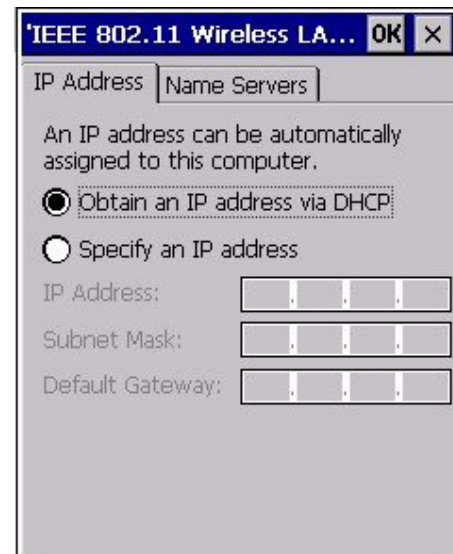 'IEEE 802.11 Wireless LA... OK ×
IP Address Name Servers
An IP address can be automatically
assigned to this computer.
Obtain an IP address via DHCP
Specify an IP address
IP Address: . . .
Subnet Mask: . . .
Default Gateway: . . .